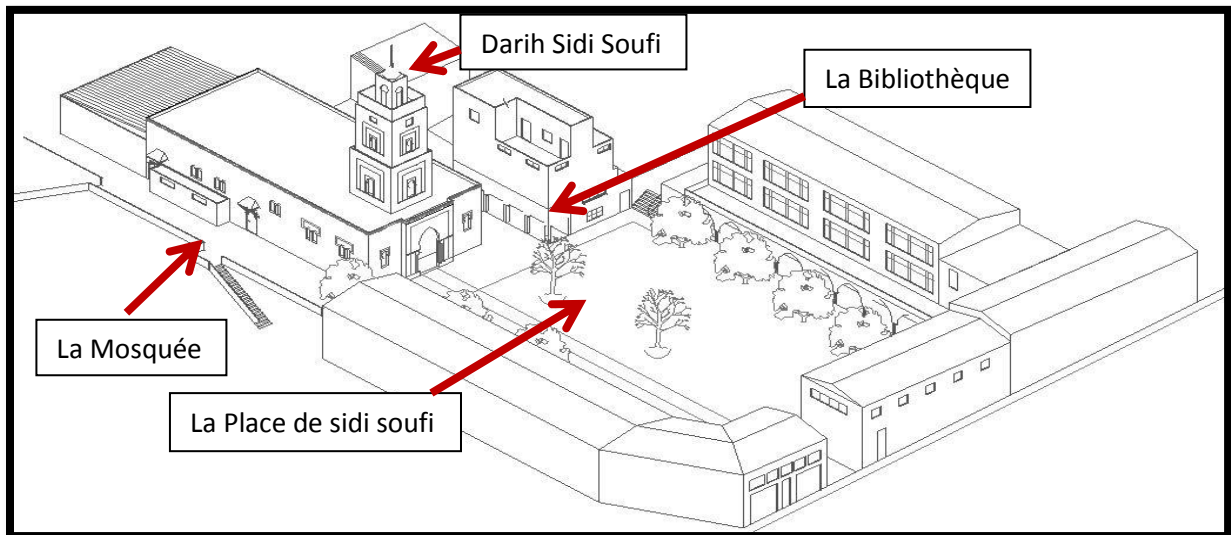 Darih Sidi Soufi
La Bibliothèque
La Mosquée
La Place de sidi soufi